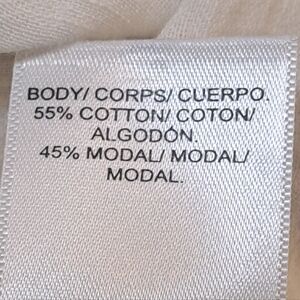 BODY/ CORPS/ CUERPO.
55% COTTON/ COTON/
ALGODÓN.
45% MODAL/ MODAL/
MODAL.